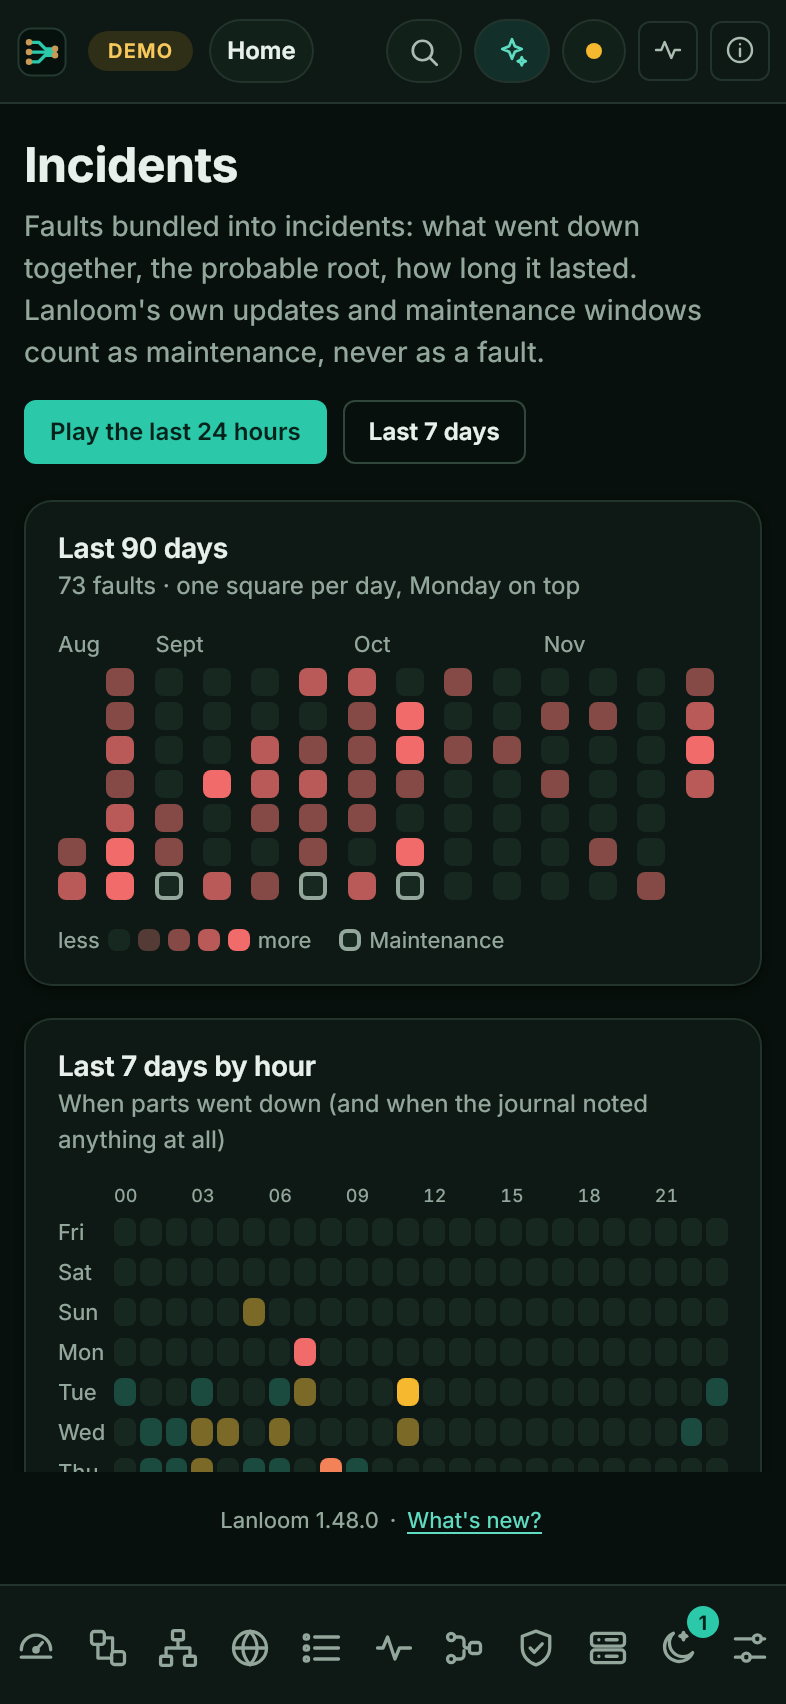 DEMO
Home
Incidents
Faults bundled into incidents: what went down
together, the probable root, how long it lasted.
Lanloom's own updates and maintenance windows
count as maintenance, never as a fault.
Play the last 24 hours
Last 7 days
Last 90 days
73 faults · one square per day, Monday on top
Aug Sept Oct Nov
less more Maintenance
Last 7 days by hour
When parts went down (and when the journal noted
anything at all)
00 03 06 09 12 15 18 21
Fri
Sat
Sun
Mon
Tue
Wed
Thu
Lanloom 1.48.0 · What's new?
1